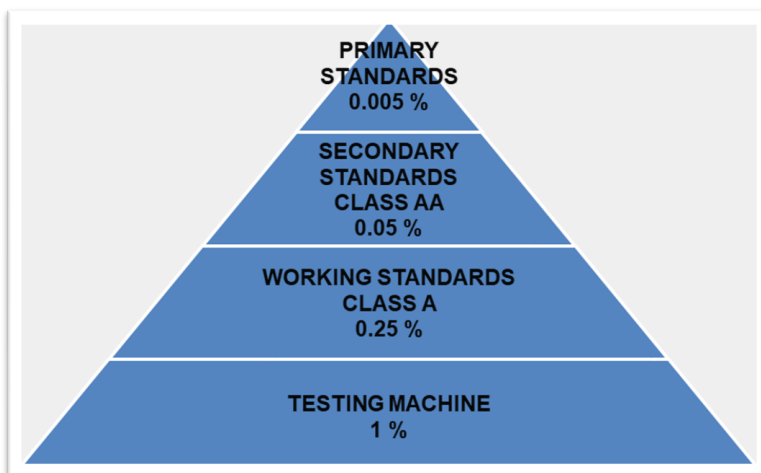 PRIMARY
STANDARDS
0.005 %
SECONDARY
STANDARDS
CLASS AA
0.05 %
WORKING STANDARDS
CLASS A
0.25 %
TESTING MACHINE
1 %